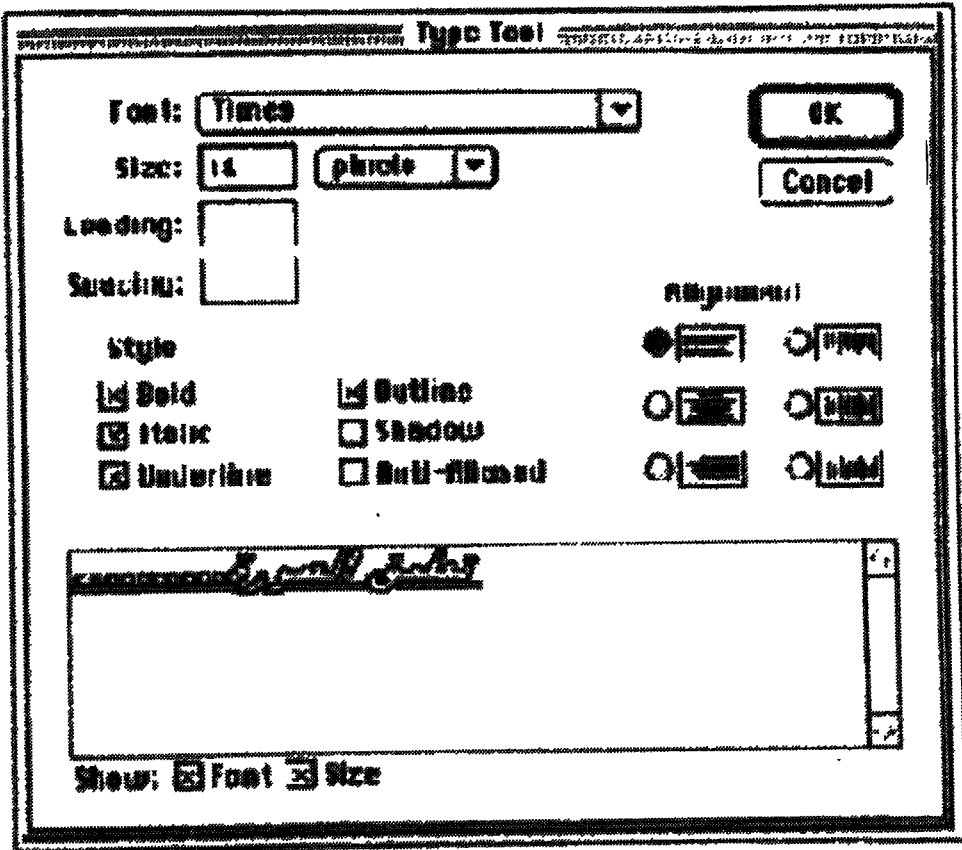 Type Tool
Font: Times
OK
Size:
pixels
Cancel
Leading:
Spacing:
Alignment
Style
Bold
Outline
Italic
Shadow
Underline
Anti-Aliased
Show: Font Size